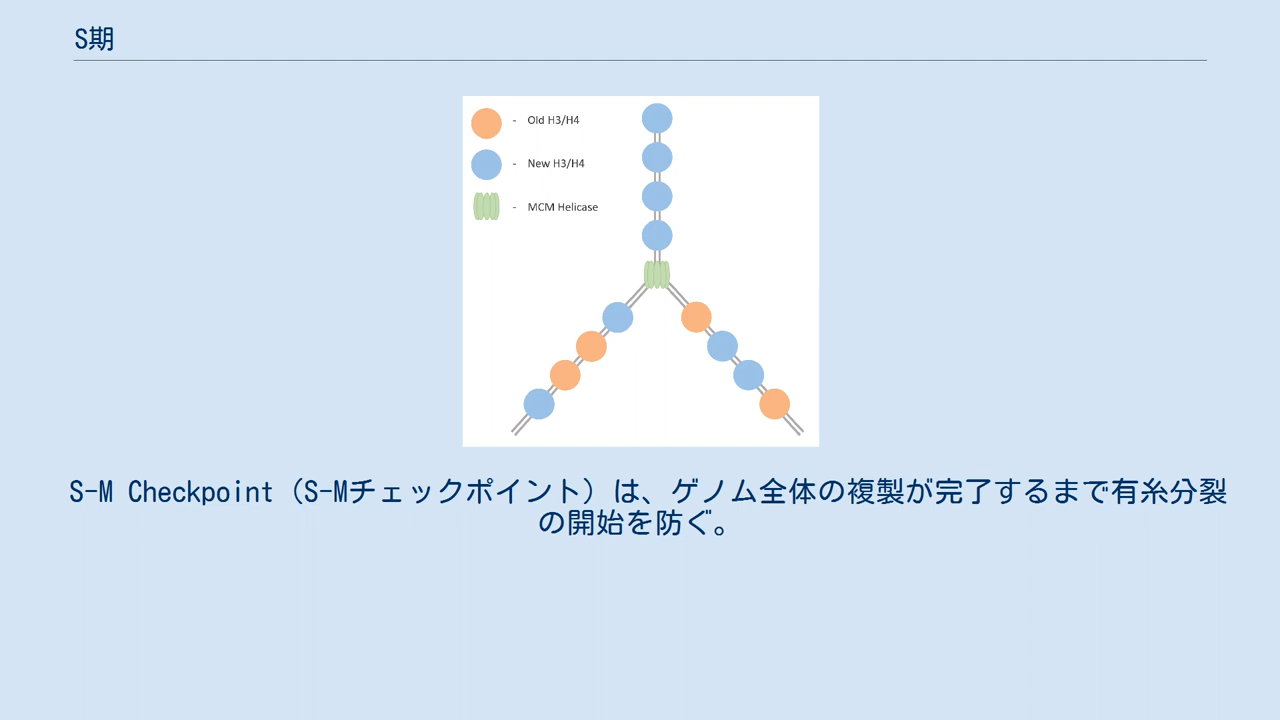 S期
- Old H3/H4
- New H3/H4
- MCM Helicase
S-M Checkpoint（S-Mチェックポイント）は、ゲノム全体の複製が完了するまで有糸分裂
の開始を防ぐ。